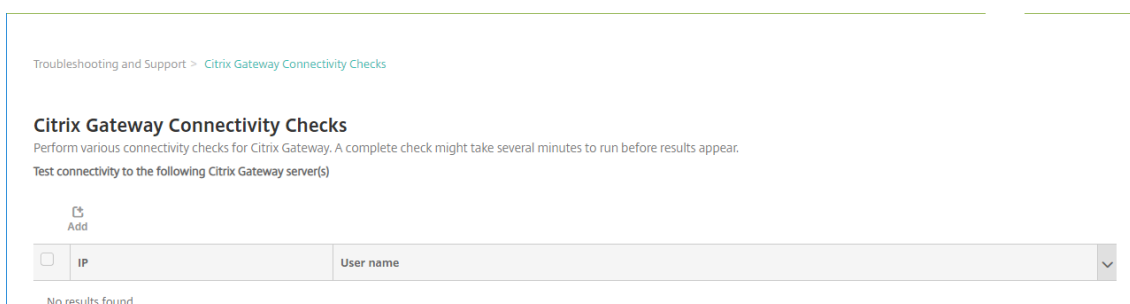 Troubleshooting and Support > Citrix Gateway Connectivity Checks
Citrix Gateway Connectivity Checks
Perform various connectivity checks for Citrix Gateway. A complete check might take several minutes to run before results appear.
Test connectivity to the following Citrix Gateway server(s)
Add
IP User name
No results found